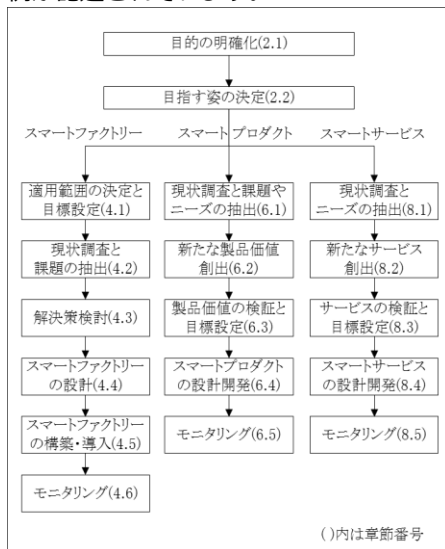 目的の明確化(2.1)
目指す姿の決定(2.2)
スマートファクトリー
スマートプロダクト
スマートサービス
適用範囲の決定と
目標設定(4.1)
現状調査と
課題の抽出(4.2)
解決策検討(4.3)
スマートファクトリー
の設計(4.4)
スマートファクトリー
の構築・導入(4.5)
モニタリング(4.6)
現状調査と課題や
ニーズの抽出(6.1)
新たな製品価値
創出(6.2)
製品価値の検証と
目標設定(6.3)
スマートプロダクト
の設計開発(6.4)
モニタリング(6.5)
現状調査と
ニーズの抽出(8.1)
新たなサービス
創出(8.2)
サービスの検証と
目標設定(8.3)
スマートサービス
の設計開発(8.4)
モニタリング(8.5)
( )内は章節番号